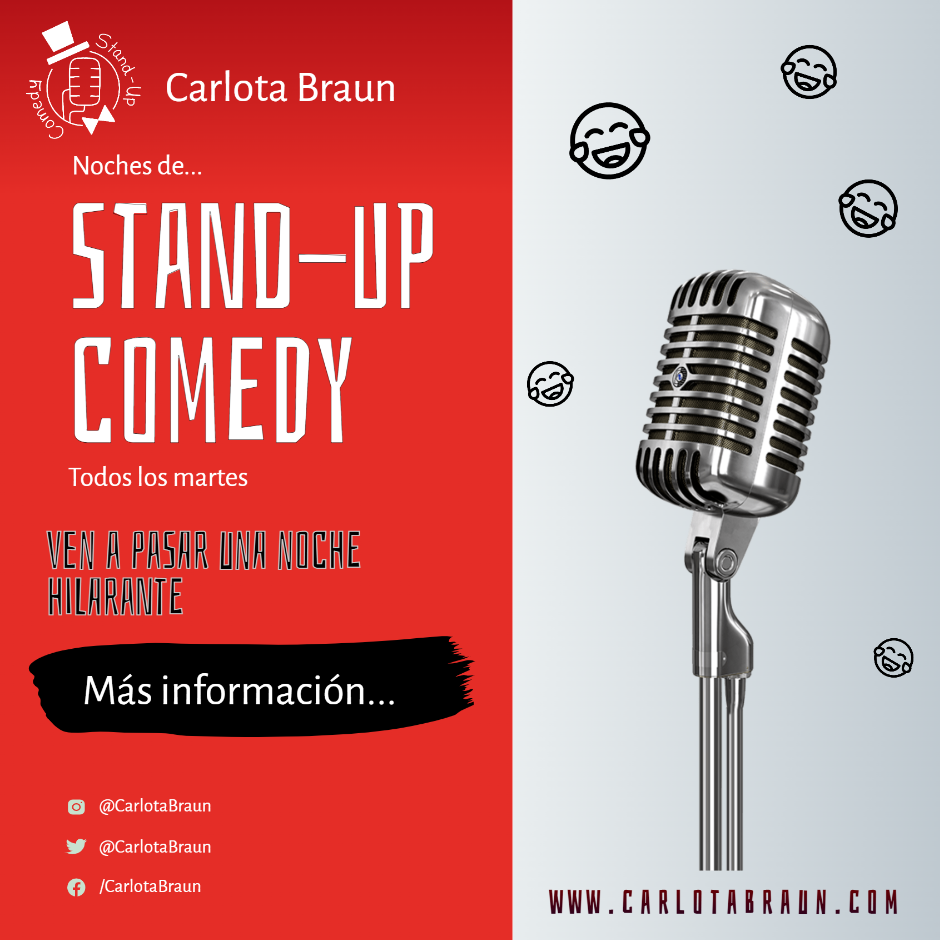 Stand-Up
Comedy
Carlota Braun
Noches de...
STAND-UP
COMEDY
Todos los martes
VEN A PASAR UNA NOCHE
HILARANTE
Más información...
@CarlotaBraun
@CarlotaBraun
/CarlotaBraun
WWW.CARLOTABRAUN.COM